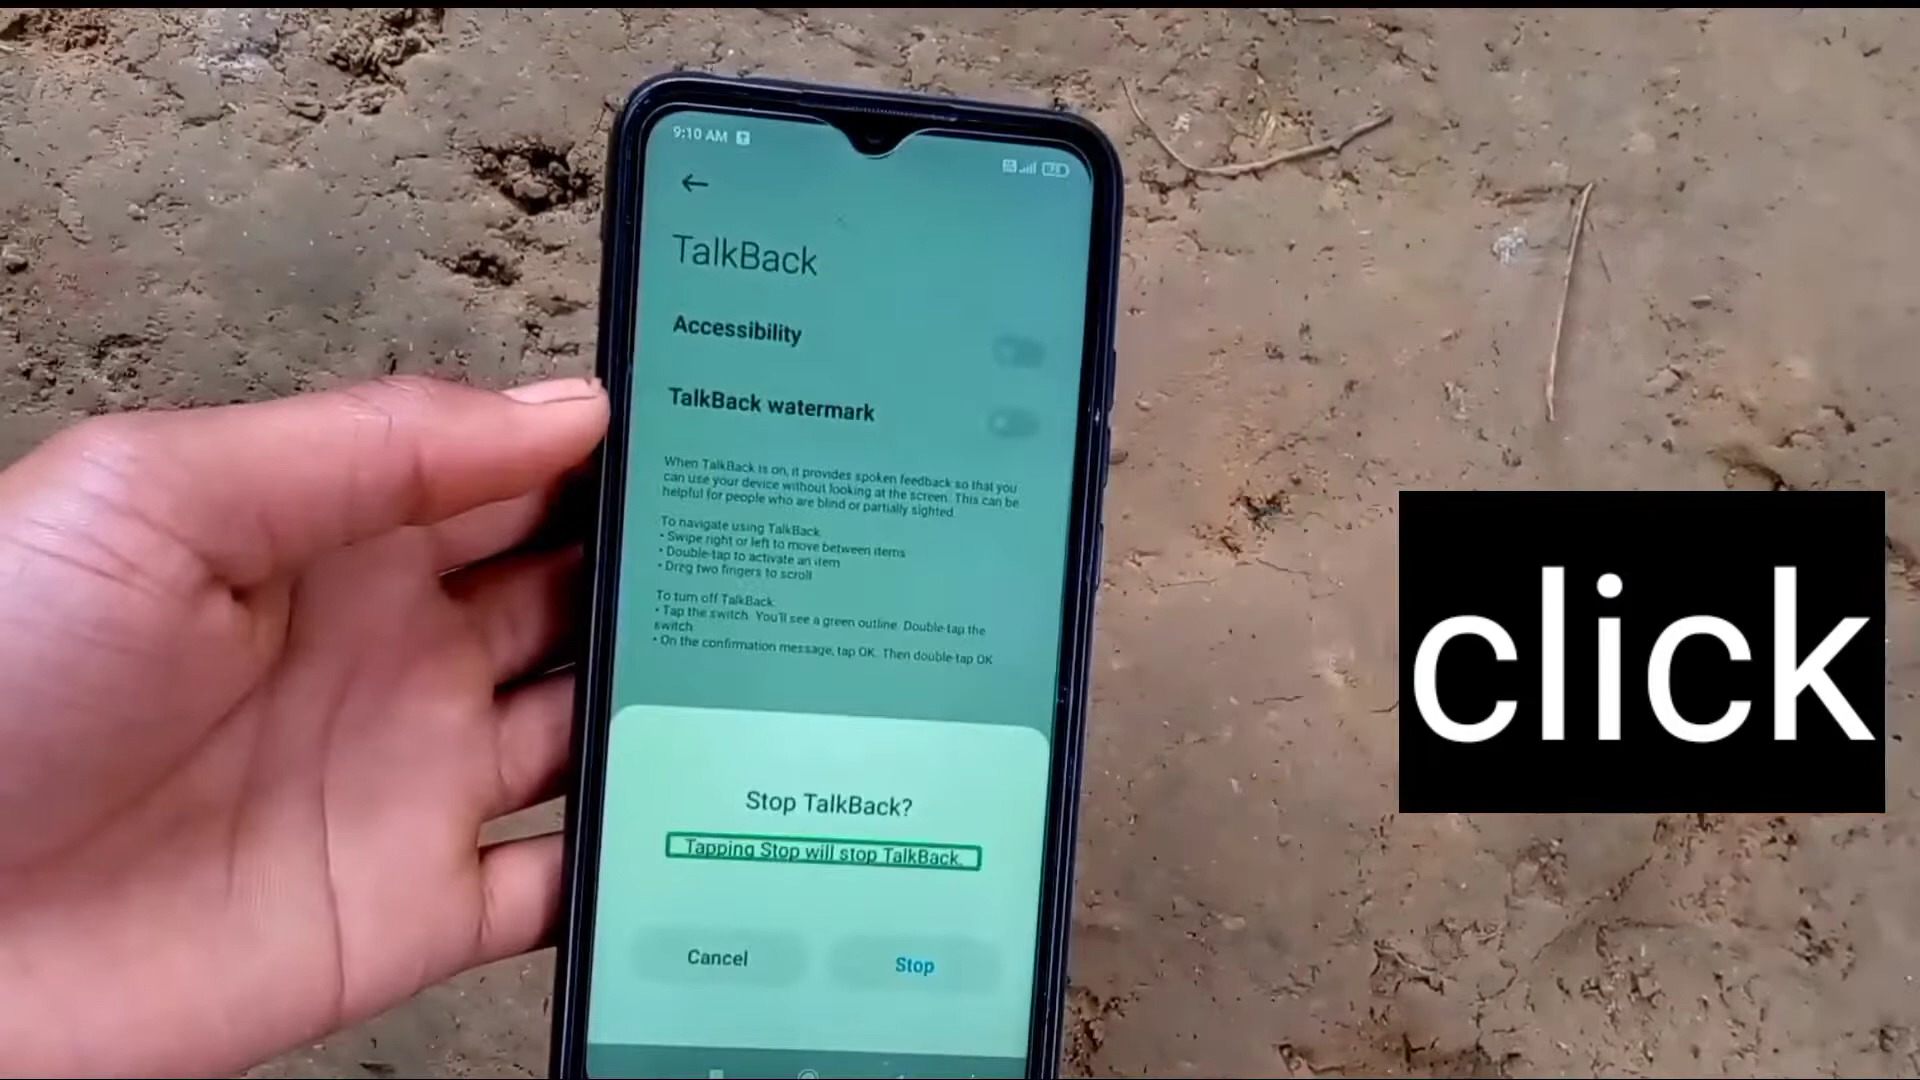 9:10 AM
TalkBack
Accessibility
TalkBack watermark
When TalkBack is on, it provides spoken feedback so that you
can use your device without looking at the screen. This can be
helpful for people who are blind or partially sighted.
To navigate using TalkBack:
• Swipe right or left to move between items
• Double-tap to activate an item
• Drag two fingers to scroll
To turn off TalkBack:
• Tap the switch. You'll see a green outline. Double-tap the
switch.
• On the confirmation message, tap OK. Then double-tap OK
Stop TalkBack?
Tapping Stop will stop TalkBack.
Cancel
Stop
click